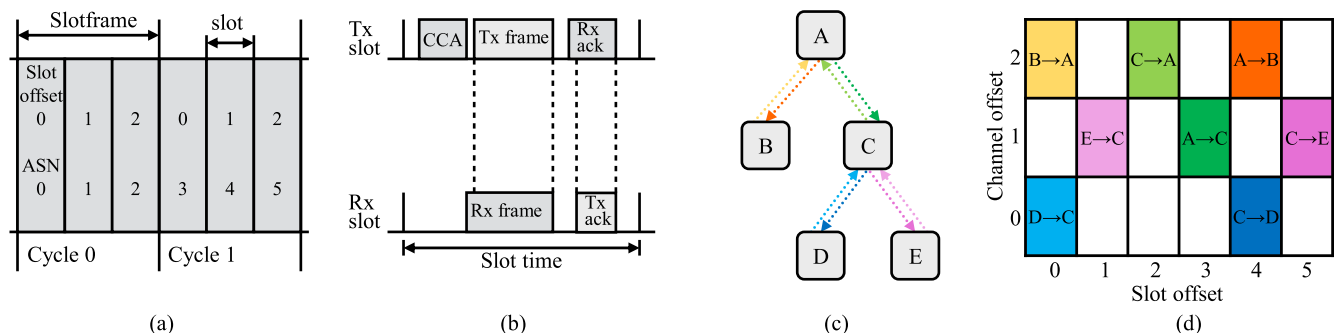 Slotframe
slot
Slot
offset
0 1 2 0 1 2
ASN
0 1 2 3 4 5
Cycle 0 Cycle 1
(a)
Tx
slot
CCA
Tx frame
Rx
ack
Rx
slot
Rx frame
Tx
ack
Slot time
(b)
A
B
C
D
E
(c)
Channel offset
2
B→A C→A A→B
1
E→C A→C C→E
0
D→C C→D
0 1 2 3 4 5
Slot offset
(d)